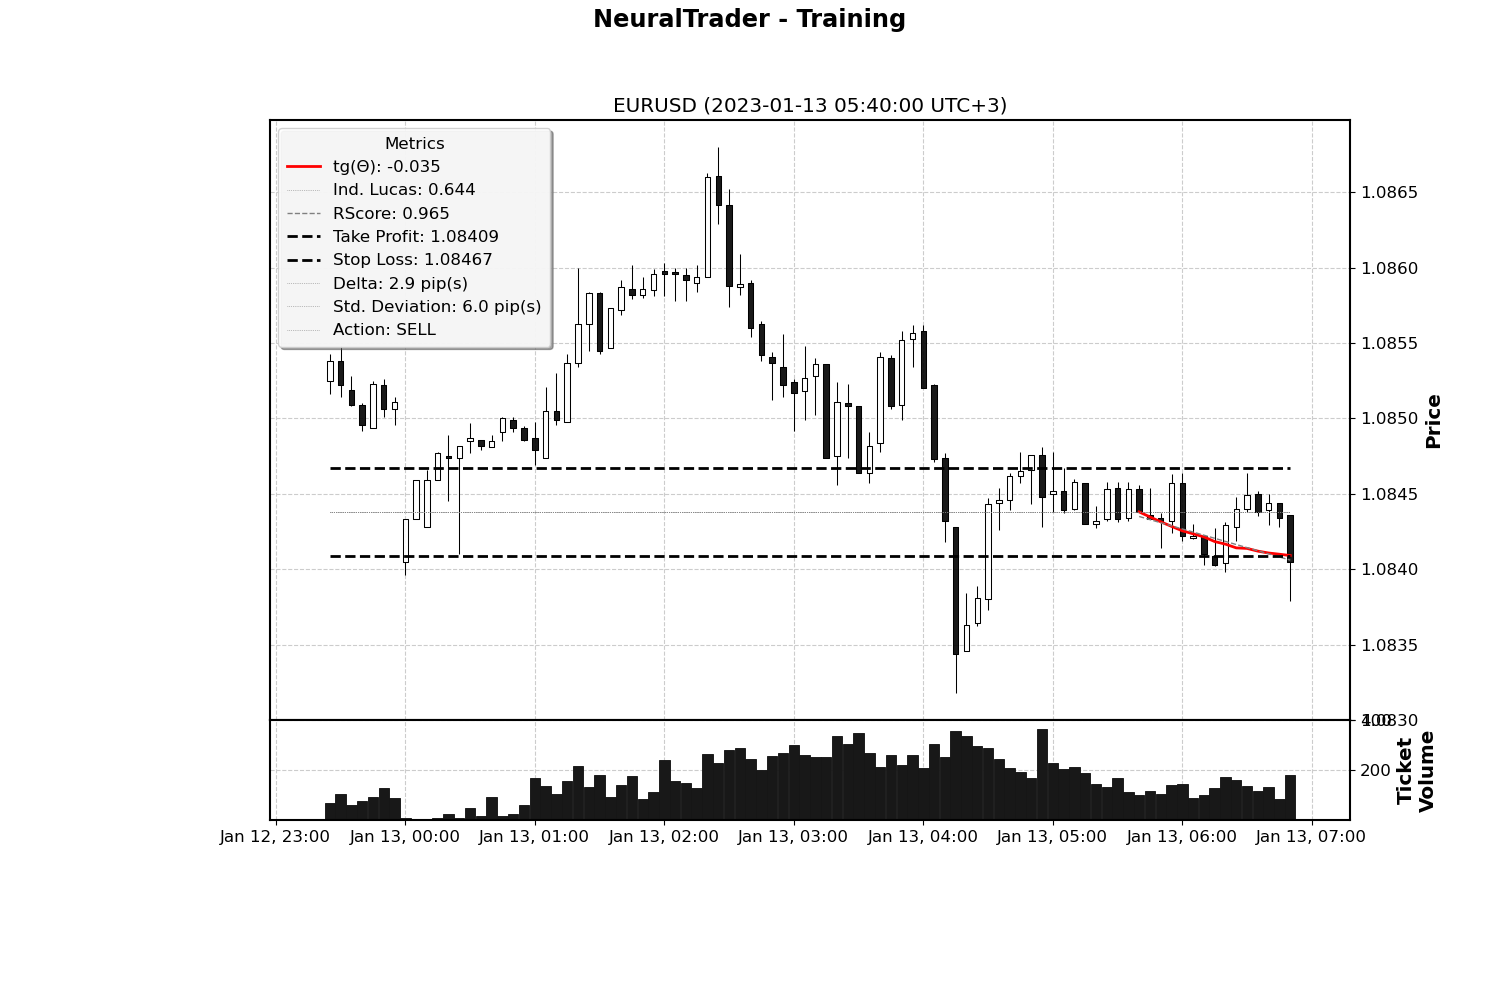 NeuralTrader - Training
EURUSD (2023-01-13 05:40:00 UTC+3)
Metrics
tg(Θ): -0.035
Ind. Lucas: 0.644
RScore: 0.965
Take Profit: 1.08409
Stop Loss: 1.08467
Delta: 2.9 pip(s)
Std. Deviation: 6.0 pip(s)
Action: SELL
1.0865
1.0860
1.0855
1.0850
1.0845
1.0840
1.0835
1.0830
Price
400
200
Ticket
Volume
Jan 12, 23:00
Jan 13, 00:00
Jan 13, 01:00
Jan 13, 02:00
Jan 13, 03:00
Jan 13, 04:00
Jan 13, 05:00
Jan 13, 06:00
Jan 13, 07:00